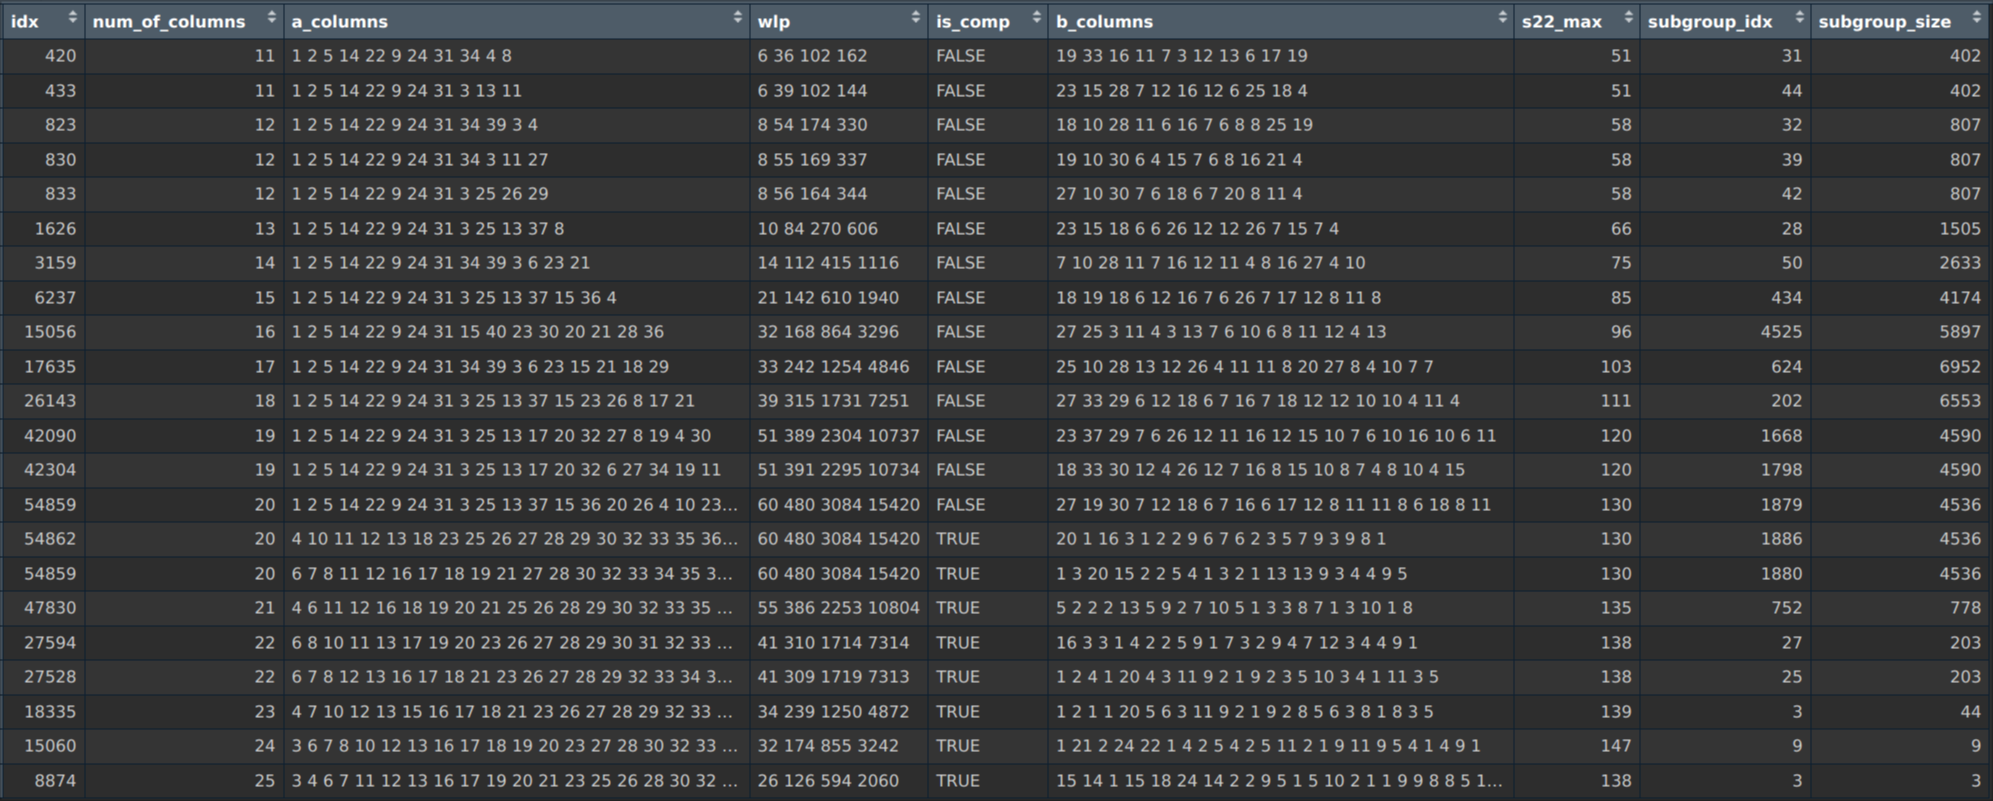 idx num_of_columns a_columns wlp is_comp b_columns s22_max subgroup_idx subgroup_size
420 11 1 2 5 14 22 9 24 31 34 4 8 6 36 102 162 FALSE 19 33 16 11 7 3 12 13 6 17 19 51 31 402
433 11 1 2 5 14 22 9 24 31 3 13 11 6 39 102 144 FALSE 23 15 28 7 12 16 12 6 25 18 4 51 44 402
823 12 1 2 5 14 22 9 24 31 34 39 3 4 8 54 174 330 FALSE 18 10 28 11 6 16 7 6 8 8 25 19 58 32 807
830 12 1 2 5 14 22 9 24 31 34 3 11 27 8 55 169 337 FALSE 19 10 30 6 4 15 7 6 8 16 21 4 58 39 807
833 12 1 2 5 14 22 9 24 31 3 25 26 29 8 56 164 344 FALSE 27 10 30 7 6 18 6 7 20 8 11 4 58 42 807
1626 13 1 2 5 14 22 9 24 31 3 25 13 37 8 10 84 270 606 FALSE 23 15 18 6 6 26 12 12 26 7 15 7 4 66 28 1505
3159 14 1 2 5 14 22 9 24 31 34 39 3 6 23 21 14 112 415 1116 FALSE 7 10 28 11 7 16 12 11 4 8 16 27 4 10 75 50 2633
6237 15 1 2 5 14 22 9 24 31 3 25 13 37 15 36 4 21 142 610 1940 FALSE 18 19 18 6 12 16 7 6 26 7 17 12 8 11 8 85 434 4174
15056 16 1 2 5 14 22 9 24 31 15 40 23 30 20 21 28 36 32 168 864 3296 FALSE 27 25 3 11 4 3 13 7 6 10 6 8 11 12 4 13 96 4525 5897
17635 17 1 2 5 14 22 9 24 31 34 39 3 6 23 15 21 18 29 33 242 1254 4846 FALSE 25 10 28 13 12 26 4 11 11 8 20 27 8 4 10 7 7 103 624 6952
26143 18 1 2 5 14 22 9 24 31 3 25 13 37 15 23 26 8 17 21 39 315 1731 7251 FALSE 27 33 29 6 12 18 6 7 16 7 18 12 12 10 10 4 11 4 111 202 6553
42090 19 1 2 5 14 22 9 24 31 3 25 13 17 20 32 27 8 19 4 30 51 389 2304 10737 FALSE 23 37 29 7 6 26 12 11 16 12 15 10 7 6 10 16 10 6 11 120 1668 4590
42304 19 1 2 5 14 22 9 24 31 3 25 13 17 20 32 6 27 34 19 11 51 391 2295 10734 FALSE 18 33 30 12 4 26 12 7 16 8 15 10 8 7 4 8 10 4 15 120 1798 4590
54859 20 1 2 5 14 22 9 24 31 3 25 13 37 15 36 20 26 4 10 23... 60 480 3084 15420 FALSE 27 19 30 7 12 18 6 7 16 6 17 12 8 11 11 8 6 18 8 11 130 1879 4536
54862 20 4 10 11 12 13 18 23 25 26 27 28 29 30 32 33 35 36... 60 480 3084 15420 TRUE 20 1 16 3 1 2 2 9 6 7 6 2 3 5 7 9 3 9 8 1 130 1886 4536
54859 20 6 7 8 11 12 16 17 18 19 21 27 28 30 32 33 34 35 3... 60 480 3084 15420 TRUE 1 3 20 15 2 2 5 4 1 3 2 1 13 13 9 3 4 4 9 5 130 1880 4536
47830 21 4 6 11 12 16 18 19 20 21 25 26 28 29 30 32 33 35 ... 55 386 2253 10804 TRUE 5 2 2 2 13 5 9 2 7 10 5 1 3 3 8 7 1 3 10 1 8 135 752 778
27594 22 6 8 10 11 13 17 19 20 23 26 27 28 29 30 31 32 33 ... 41 310 1714 7314 TRUE 16 3 3 1 4 2 2 5 9 1 7 3 2 9 4 7 12 3 4 4 9 1 138 27 203
27528 22 6 7 8 12 13 16 17 18 21 23 26 27 28 29 32 33 34 3... 41 309 1719 7313 TRUE 1 2 4 1 20 4 3 11 9 2 1 9 2 3 5 10 3 4 1 11 3 5 138 25 203
18335 23 4 7 10 12 13 15 16 17 18 21 23 26 27 28 29 32 33 ... 34 239 1250 4872 TRUE 1 2 1 1 20 5 6 3 11 9 2 1 9 2 8 5 6 3 8 1 8 3 5 139 3 44
15060 24 3 6 7 8 10 12 13 16 17 18 19 20 23 27 28 30 32 33 ... 32 174 855 3242 TRUE 1 21 2 24 22 1 4 2 5 4 2 5 11 2 1 9 11 9 5 4 1 4 9 1 147 9 9
8874 25 3 4 6 7 11 12 13 16 17 19 20 21 23 25 26 28 30 32 ... 26 126 594 2060 TRUE 15 14 1 15 18 24 14 2 2 9 5 1 5 10 2 1 1 9 9 8 8 5 1... 138 3 3